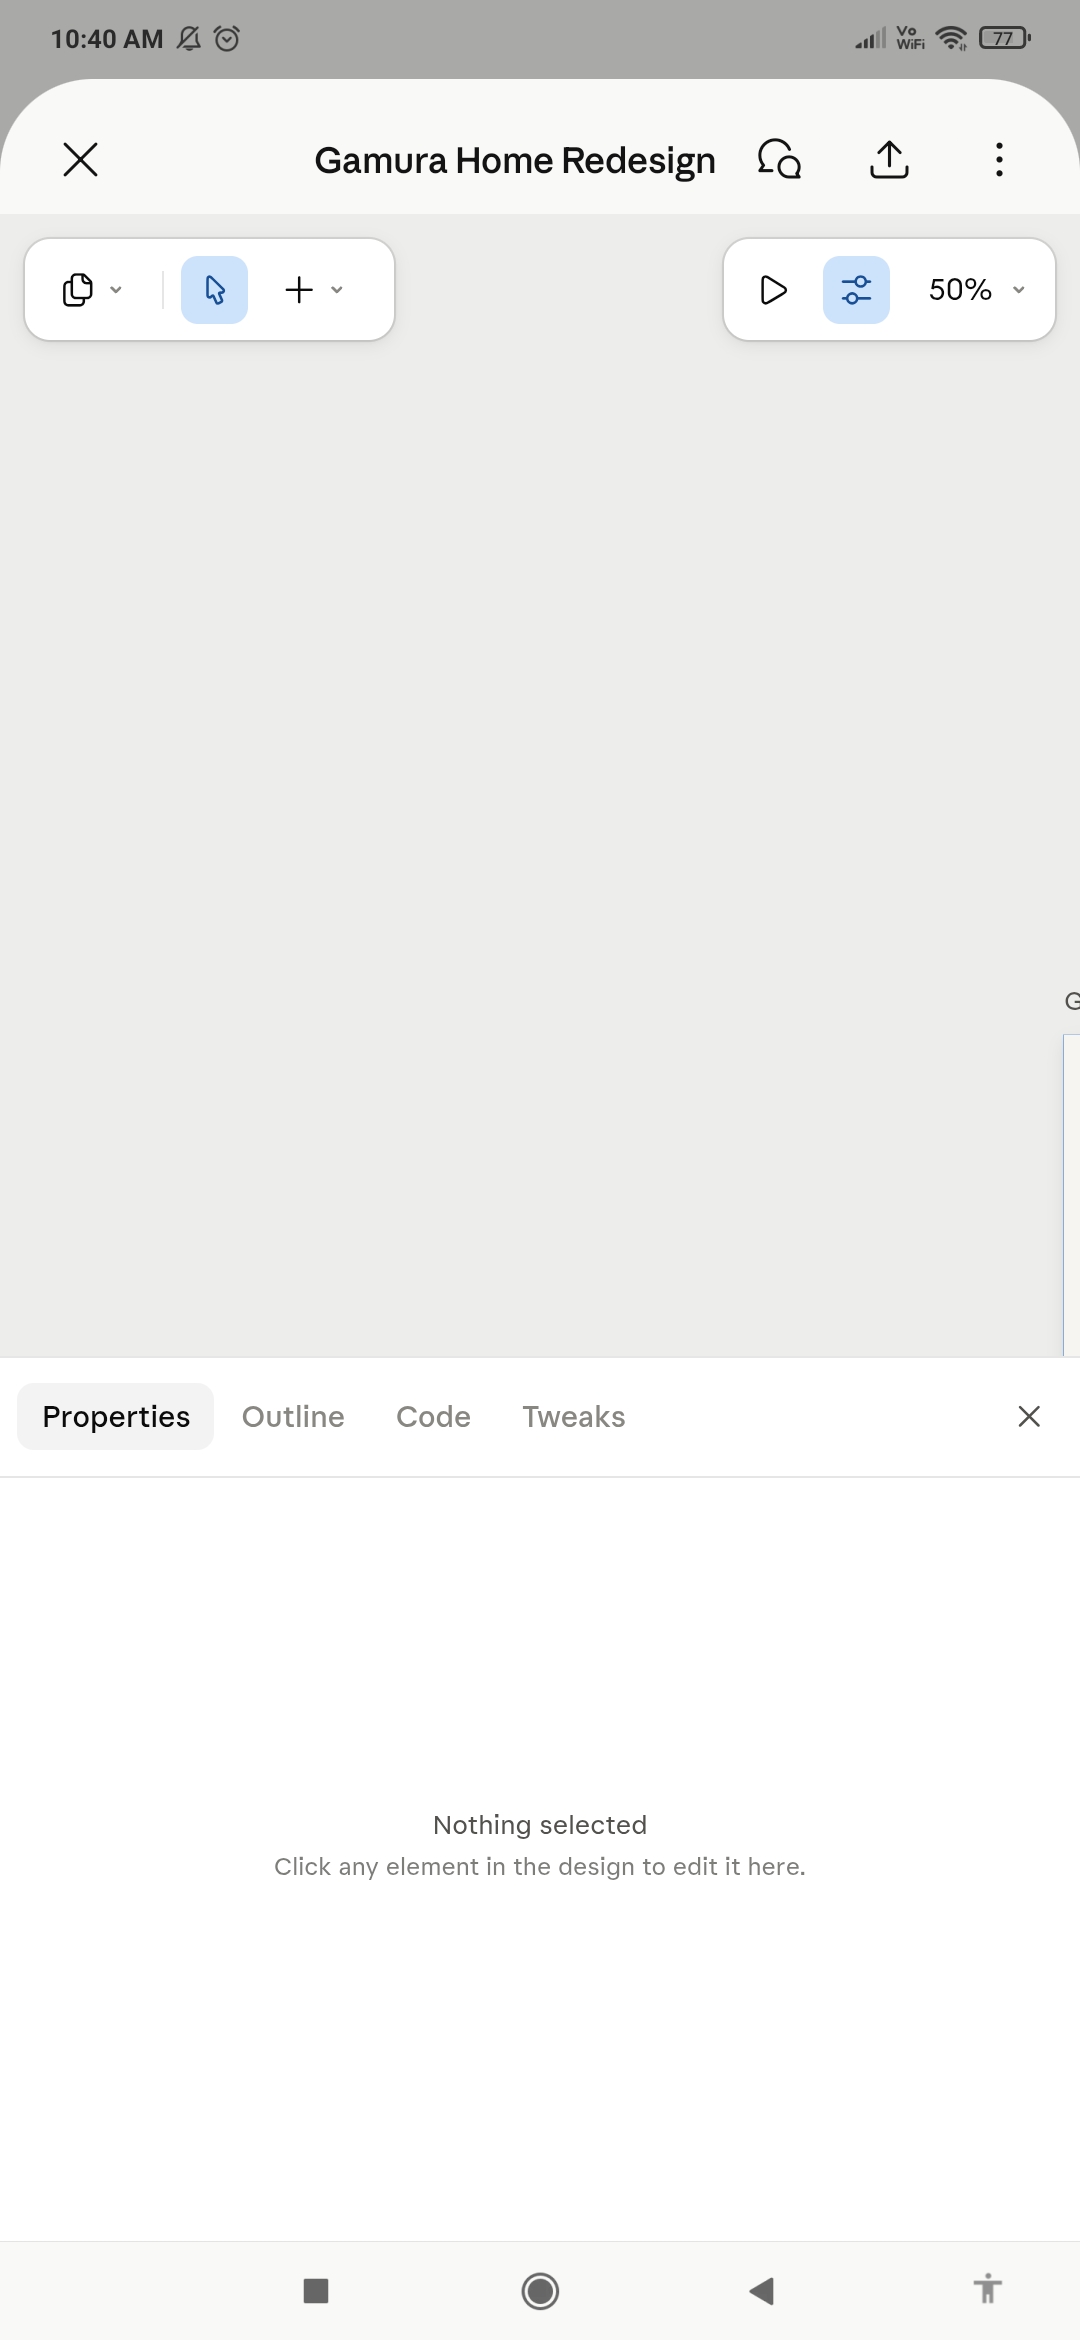 10:40 AM
Vo
WiFi
77
Gamura Home Redesign
50%
G
Properties Outline Code Tweaks
Nothing selected
Click any element in the design to edit it here.